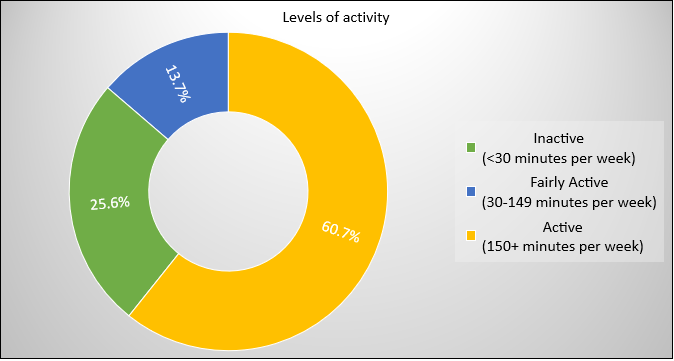 Levels of activity
13.7%
25.6%
60.7%
Inactive
(<30 minutes per week)
Fairly Active
(30-149 minutes per week)
Active
(150+ minutes per week)